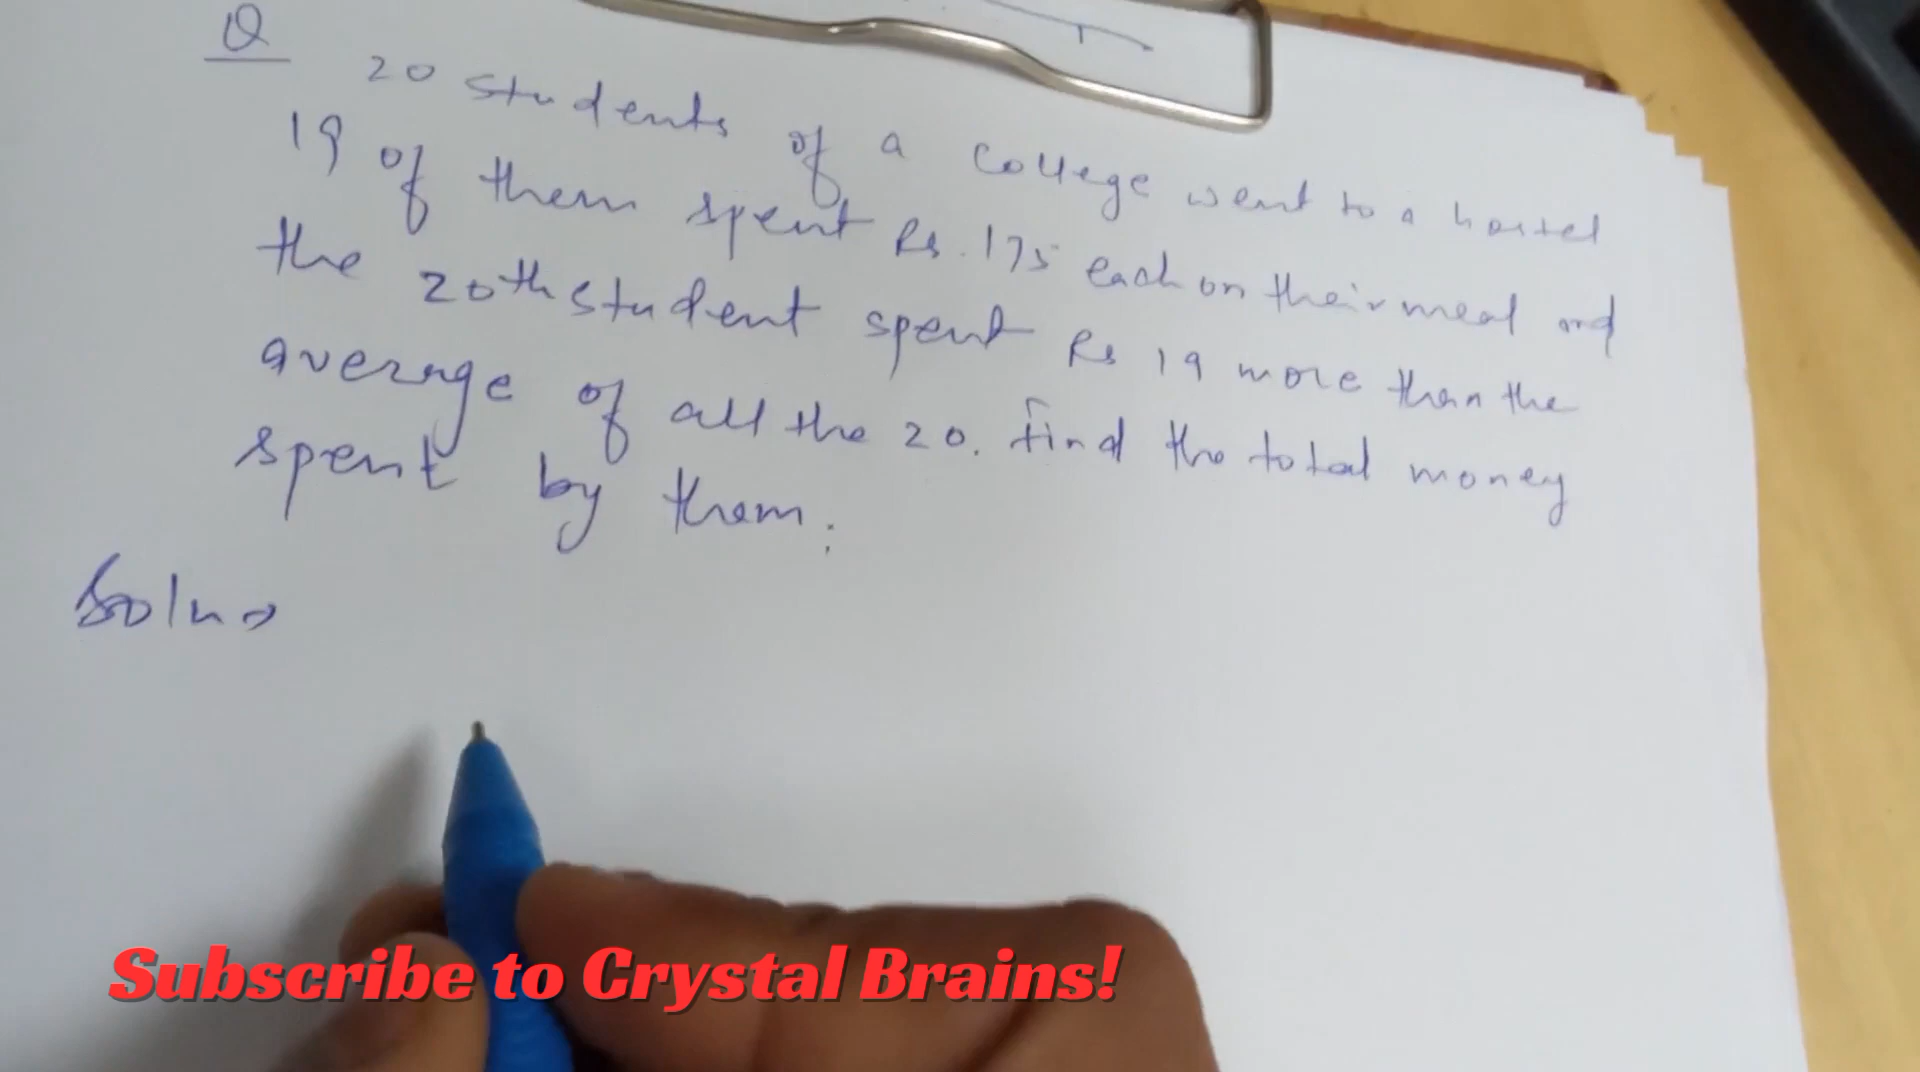 Q
20 students of a college went to a hostel
19 of them spent Rs. 175 each on their meal and
the 20th student spent Rs 19 more than the
average of all the 20. Find the total money
spent by them.
Soln
Subscribe to Crystal Brains!